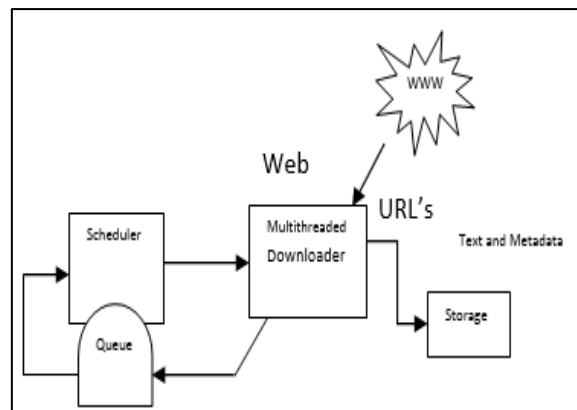 WWW
Web
URL's
Scheduler
Multithreaded
Downloader
Text and Metadata
Storage
Queue